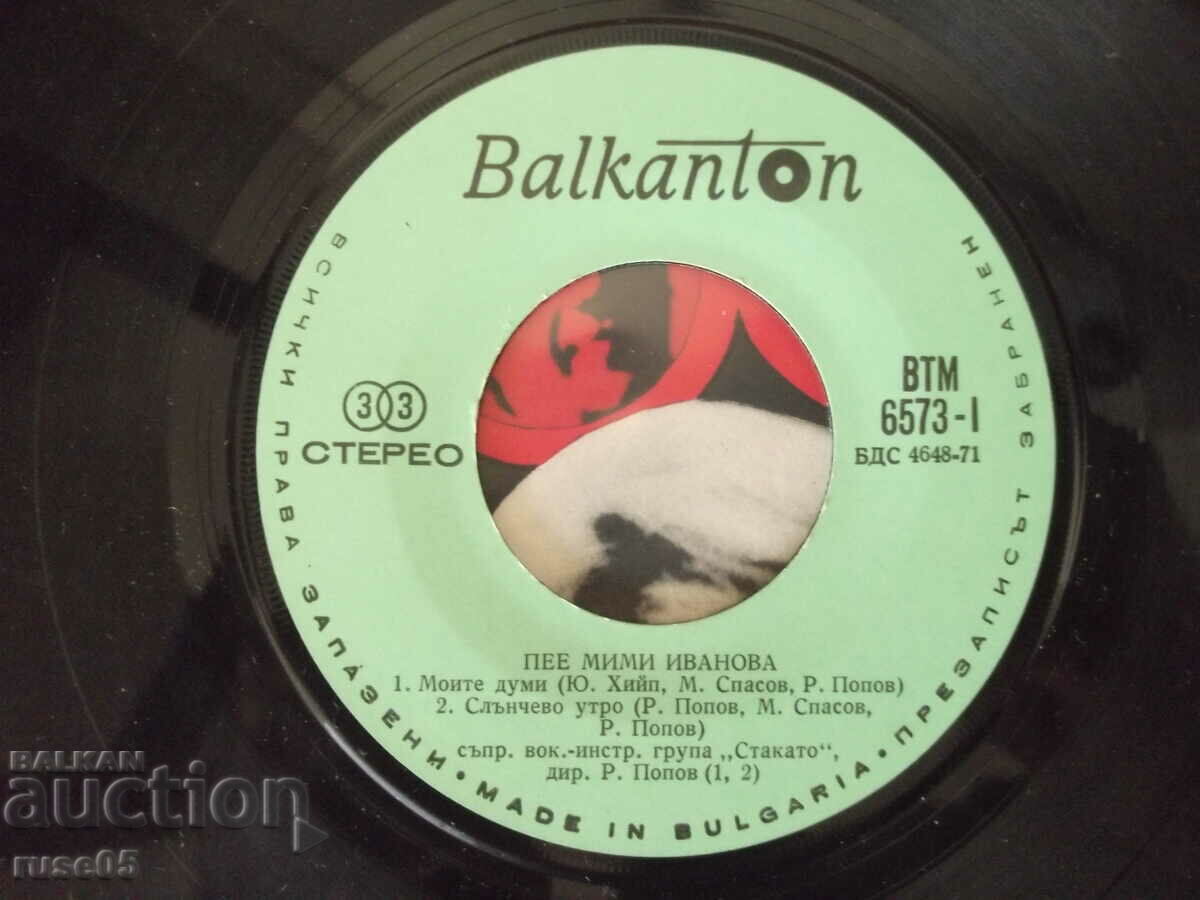 Balkanton
ВСИЧКИ ПРАВА ЗАПАЗЕНИ · MADE IN BULGARIA · ПРЕЗАПИСЪТ ЗАБРАНЕН
33
СТЕРЕО
ВТМ
6573-I
БДС 4648-71
ПЕЕ МИМИ ИВАНОВА
1. Моите думи (Ю. Хийп, М. Спасов, Р. Попов)
2. Слънчево утро (Р. Попов, М. Спасов,
Р. Попов)
съпр. вок.-инстр. група „Стакато“,
дир. Р. Попов (1, 2)
BALKAN
auction
ruse05